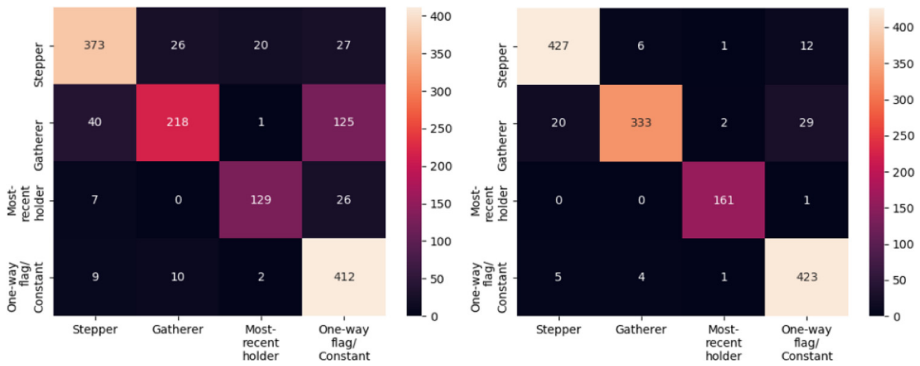 Stepper
373 26 20 27
Gatherer
40 218 1 125
Most-
recent
holder
7 0 129 26
One-way
flag/
Constant
9 10 2 412
Stepper Gatherer Most-
recent
holder
One-way
flag/
Constant
400
350
300
250
200
150
100
50
0
Stepper
427 6 1 12
Gatherer
20 333 2 29
Most-
recent
holder
0 0 161 1
One-way
flag/
Constant
5 4 1 423
Stepper Gatherer Most-
recent
holder
One-way
flag/
Constant
400
350
300
250
200
150
100
50
0